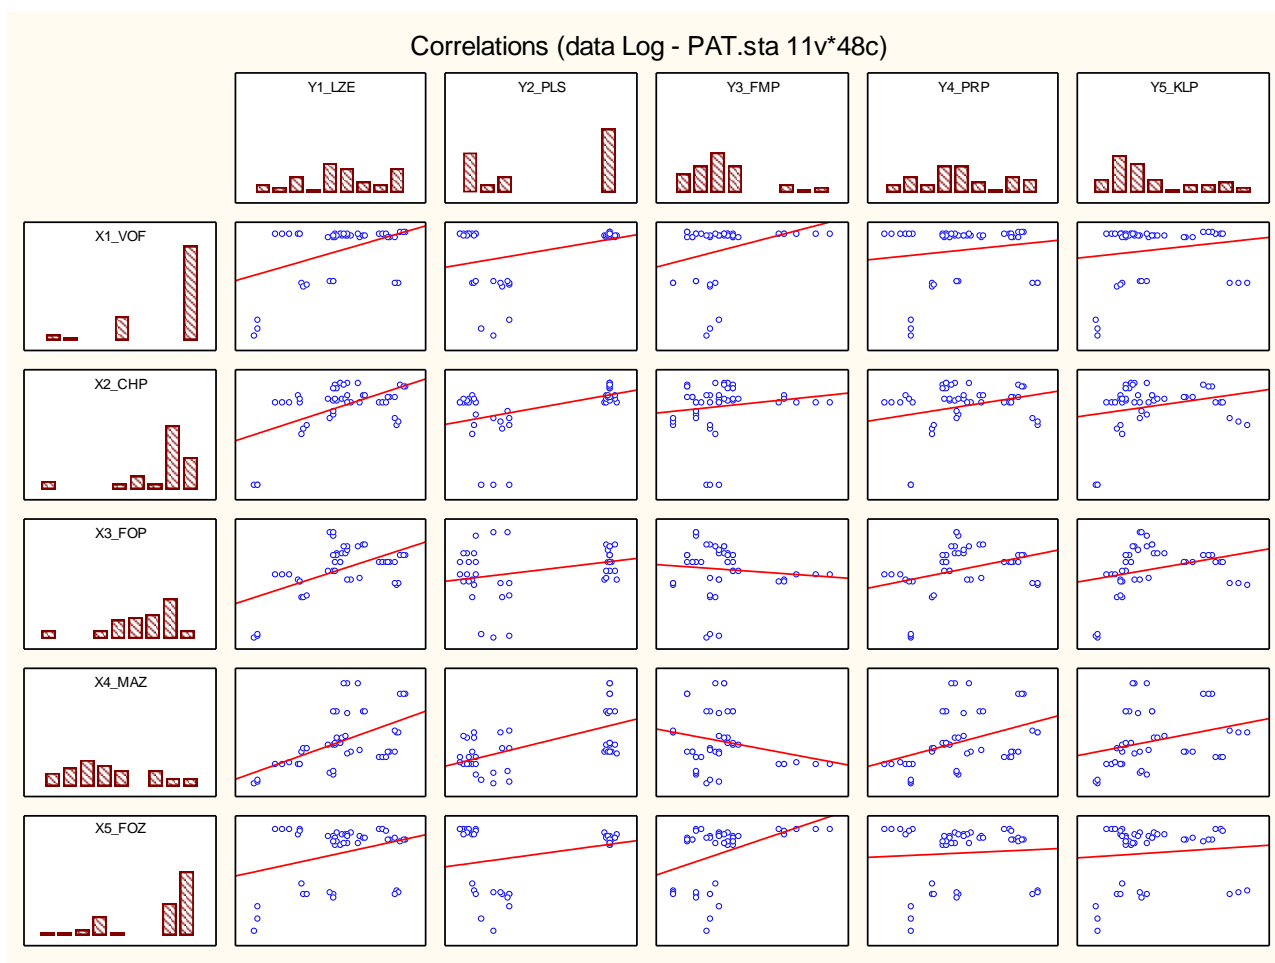 Correlations (data Log - PAT.sta 11v*48c)
Y1_LZE
Y2_PLS
Y3_FMP
Y4_PRP
Y5_KLP
X1_VOF
X2_CHP
X3_FOP
X4_MAZ
X5_FOZ